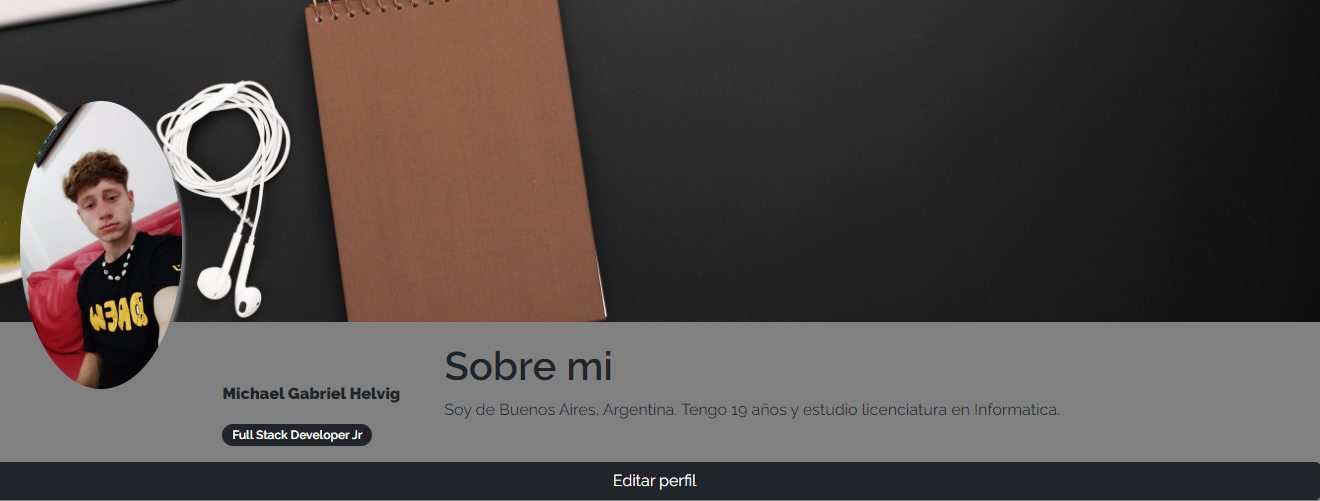 DREW
Sobre mi
Michael Gabriel Helvig
Soy de Buenos Aires, Argentina. Tengo 19 años y estudio licenciatura en Informatica.
Full Stack Developer Jr
Editar perfil